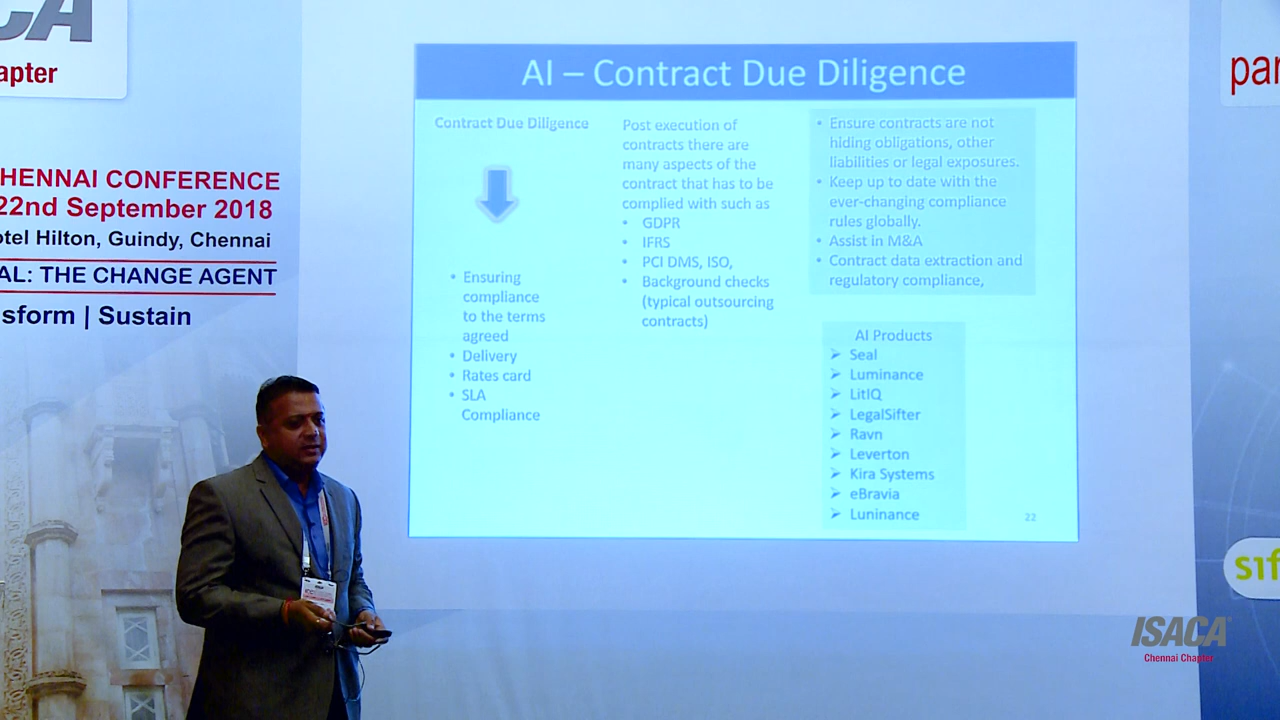 CA
apter
HENNAI CONFERENCE
22nd September 2018
otel Hilton, Guindy, Chennai
AL: THE CHANGE AGENT
sform | Sustain
AI – Contract Due Diligence
Contract Due Diligence
• Ensuring
compliance
to the terms
agreed
• Delivery
• Rates card
• SLA
Compliance
Post execution of
contracts there are
many aspects of the
contract that has to be
complied with such as
• GDPR
• IFRS
• PCI DMS, ISO,
• Background checks
(typical outsourcing
contracts)
• Ensure contracts are not
hiding obligations, other
liabilities or legal exposures.
• Keep up to date with the
ever-changing compliance
rules globally.
• Assist in M&A
• Contract data extraction and
regulatory compliance,
AI Products
➢ Seal
➢ Luminance
➢ LitIQ
➢ LegalSifter
➢ Ravn
➢ Leverton
➢ Kira Systems
➢ eBravia
➢ Luninance
22
par
sif
ISACA
Chennai Chapter